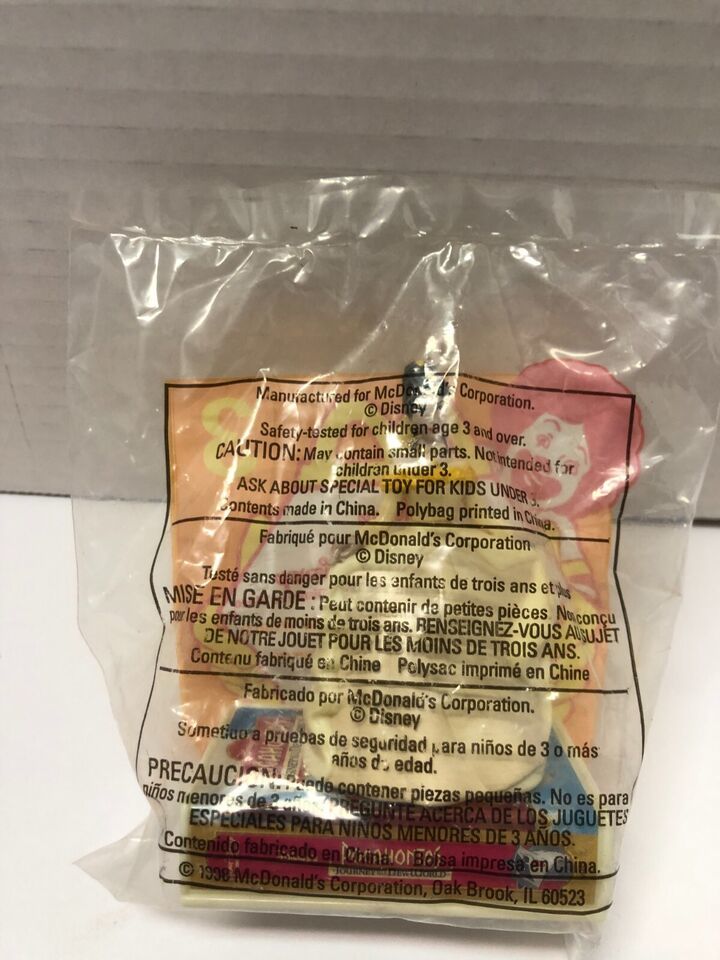 Manufactured for McDonald's Corporation.
© Disney
Safety-tested for children age 3 and over.
CAUTION: May contain small parts. Not intended for
children under 3.
ASK ABOUT SPECIAL TOY FOR KIDS UNDER 3.
Contents made in China. Polybag printed in China.
Fabriqué pour McDonald's Corporation
© Disney
Testé sans danger pour les enfants de trois ans et plus
MISE EN GARDE : Peut contenir de petites pièces. Non conçu
pour les enfants de moins de trois ans. RENSEIGNEZ-VOUS AU SUJET
DE NOTRE JOUET POUR LES MOINS DE TROIS ANS.
Contenu fabriqué en Chine Polysac imprimé en Chine
Fabricado por McDonald's Corporation.
© Disney
Sometido a pruebas de seguridad para niños de 3 o más
años de edad.
PRECAUCION: Puede contener piezas pequeñas. No es para
niños menores de 3 años. PREGUNTE ACERCA DE LOS JUGUETES
ESPECIALES PARA NIÑOS MENORES DE 3 AÑOS.
Contenido fabricado en China. Bolsa impresa en China.
POCAHONTAS
JOURNEY NEW WORLD
© 1998 McDonald's Corporation, Oak Brook, IL 60523